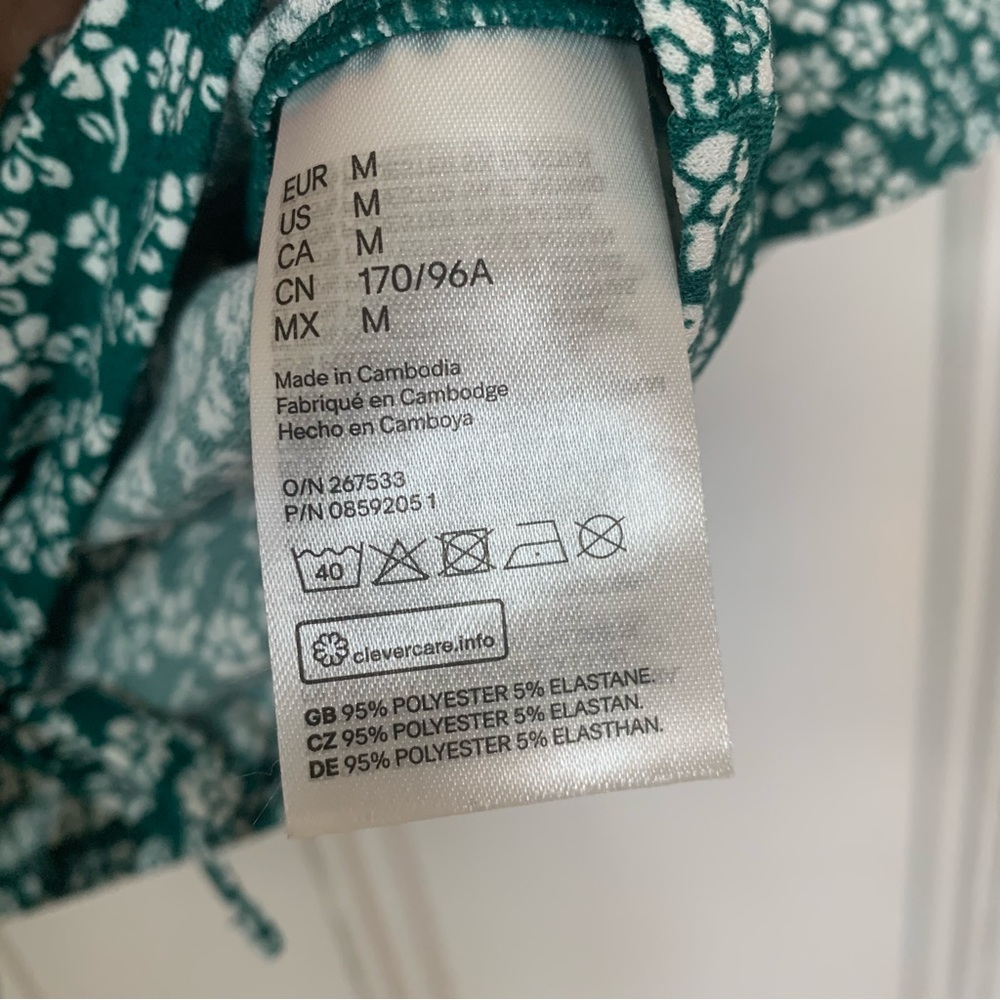 EUR M
US M
CA M
CN 170/96A
MX M
Made in Cambodia
Fabriqué en Cambodge
Hecho en Camboya
O/N 267533
P/N 08592051
40
clevercare.info
GB 95% POLYESTER 5% ELASTANE.
CZ 95% POLYESTER 5% ELASTAN.
DE 95% POLYESTER 5% ELASTHAN.